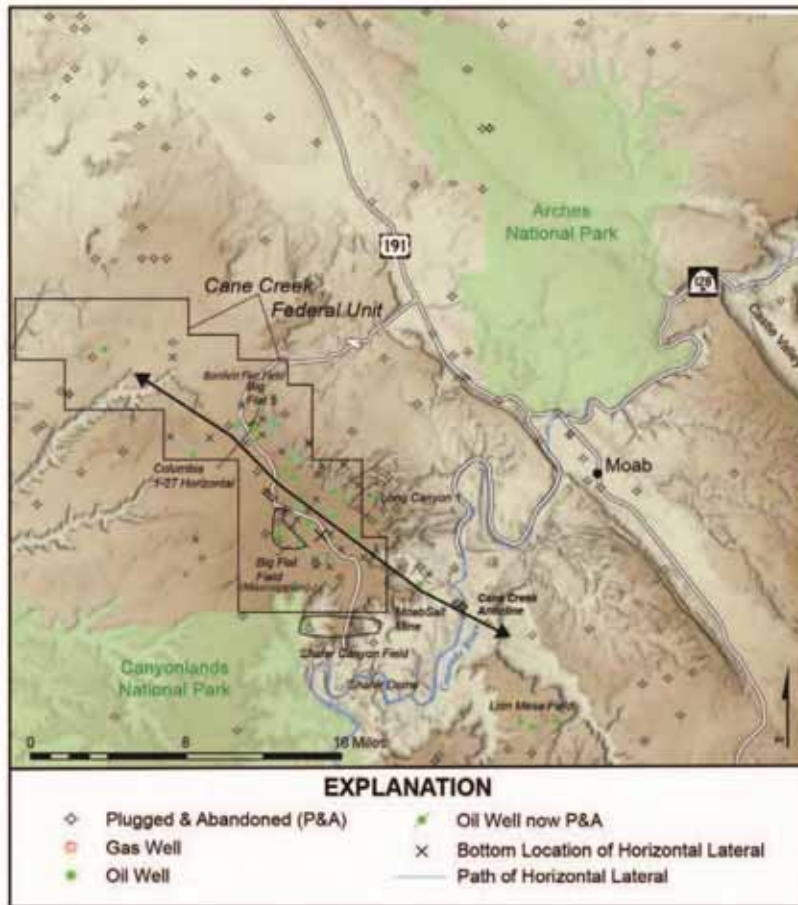 Arches
National Park
191
128
Castle Valley
Cane Creek
Federal Unit
Bartlett Flat Field
Big
Flat 5
Columbia
1-27 Horizontal
Long Canyon 1
Moab
Big Flat
Field
(Mississippian)
Cane Creek
Anticline
Moab Salt
Mine
Shafer Canyon Field
Canyonlands
National Park
Shafer Dome
Lion Mesa Field
0 8 16 Miles
EXPLANATION
Plugged & Abandoned (P&A)
Gas Well
Oil Well
Oil Well now P&A
Bottom Location of Horizontal Lateral
Path of Horizontal Lateral